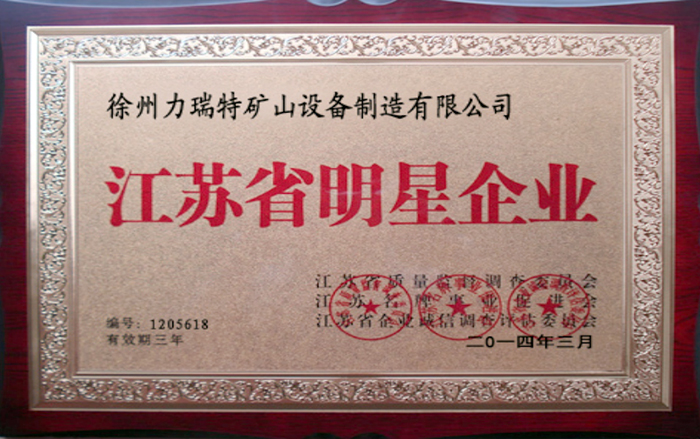 徐州力瑞特矿山设备制造有限公司
江苏省明星企业
江苏省质量监督调查委员会
江苏名牌事业促进会
江苏省企业诚信调查评估委员会
编号：1205618
有效期三年
二〇一四年三月